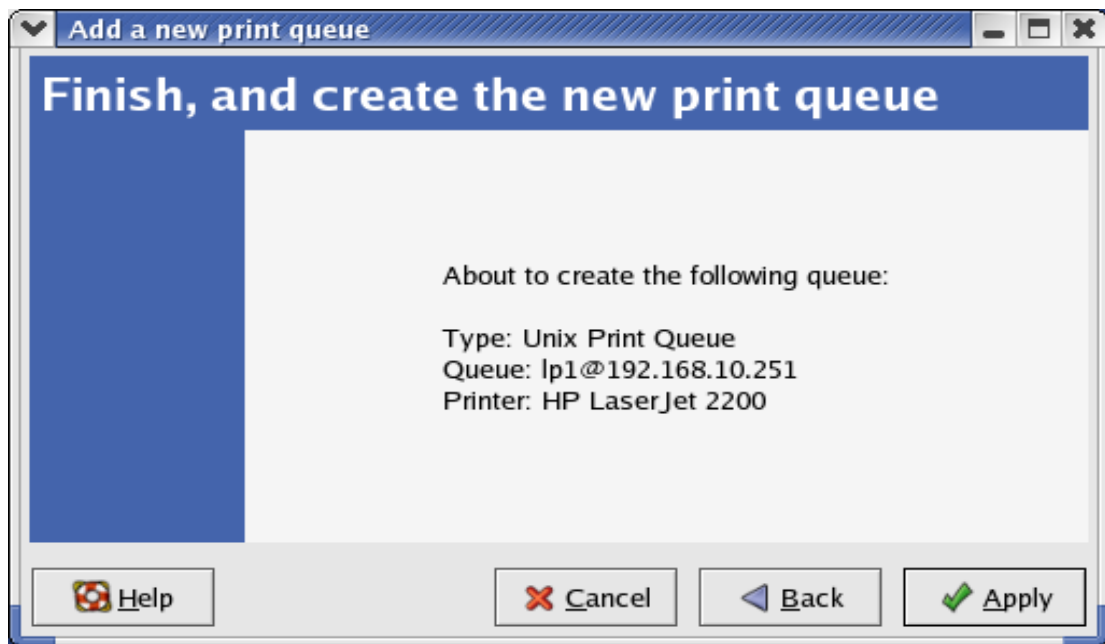 Add a new print queue
Finish, and create the new print queue
About to create the following queue:
Type: Unix Print Queue
Queue: lp1@192.168.10.251
Printer: HP LaserJet 2200
Help
Cancel
Back
Apply